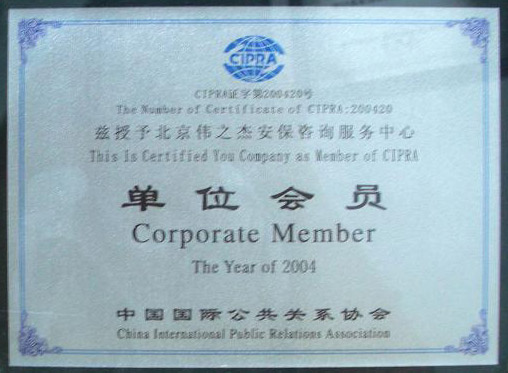 CIPRA
CIPRA证字第200420号
The Number of Certificate of CIPRA:200420
兹授予北京伟之杰安保咨询服务中心
This Is Certified You Company as Member of CIPRA
单位会员
Corporate Member
The Year of 2004
中国国际公共关系协会
China International Public Relations Association